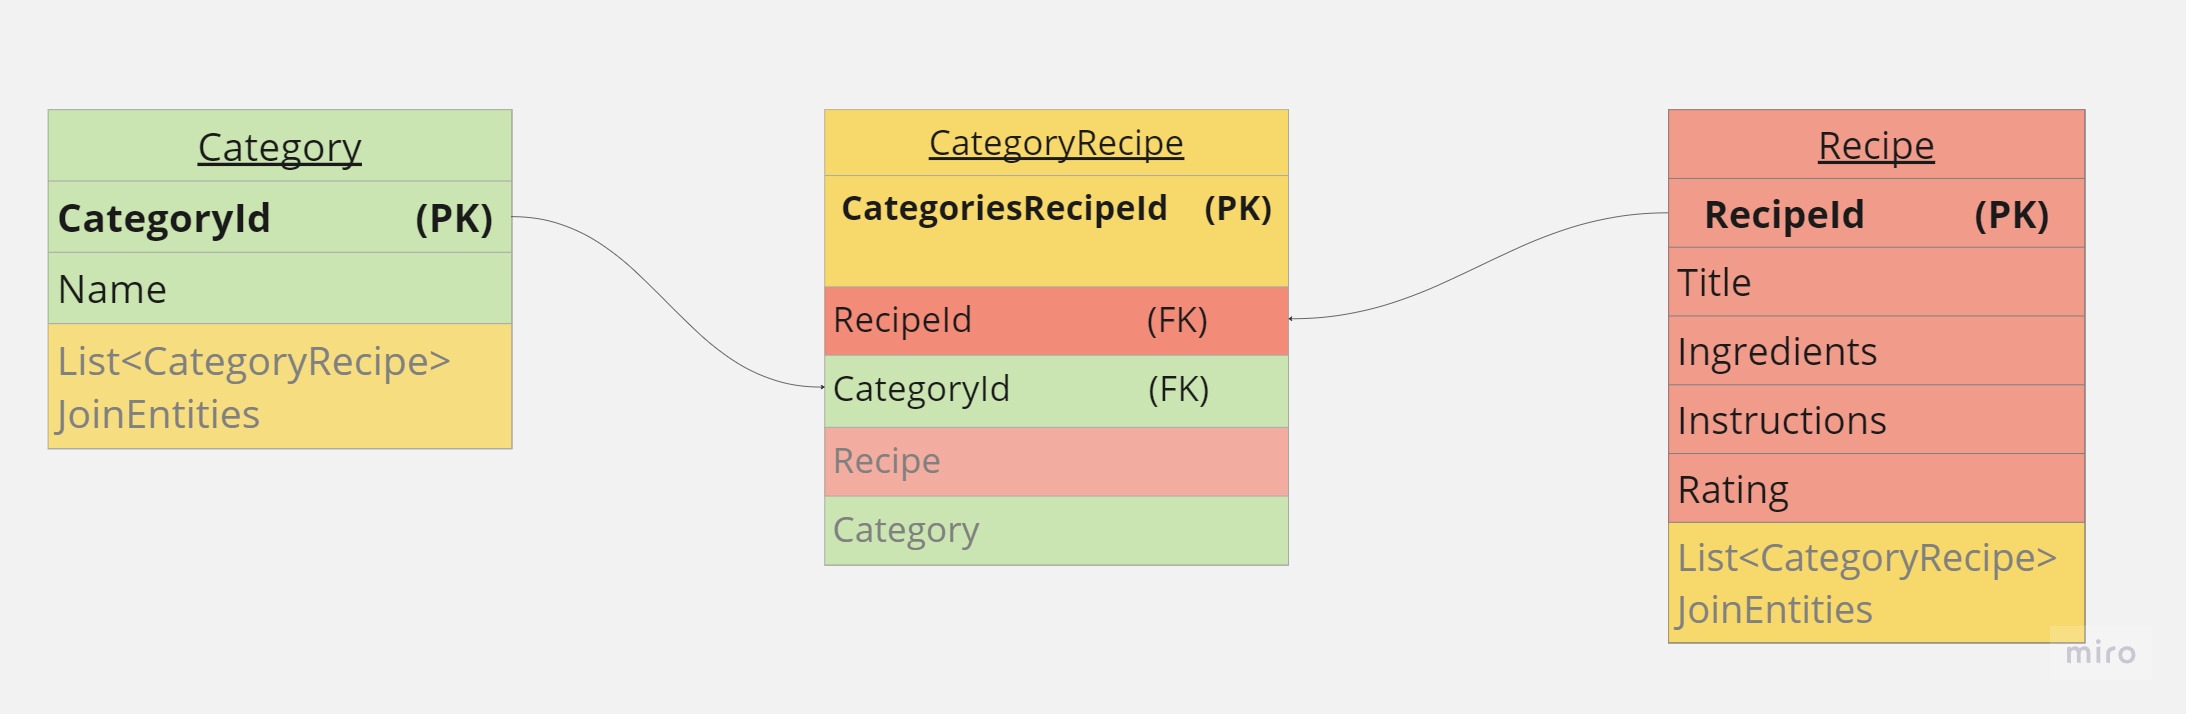 Category
CategoryId (PK)
Name
List<CategoryRecipe>
JoinEntities
CategoryRecipe
CategoriesRecipeId (PK)
RecipeId (FK)
CategoryId (FK)
Recipe
Category
Recipe
RecipeId (PK)
Title
Ingredients
Instructions
Rating
List<CategoryRecipe>
JoinEntities
miro